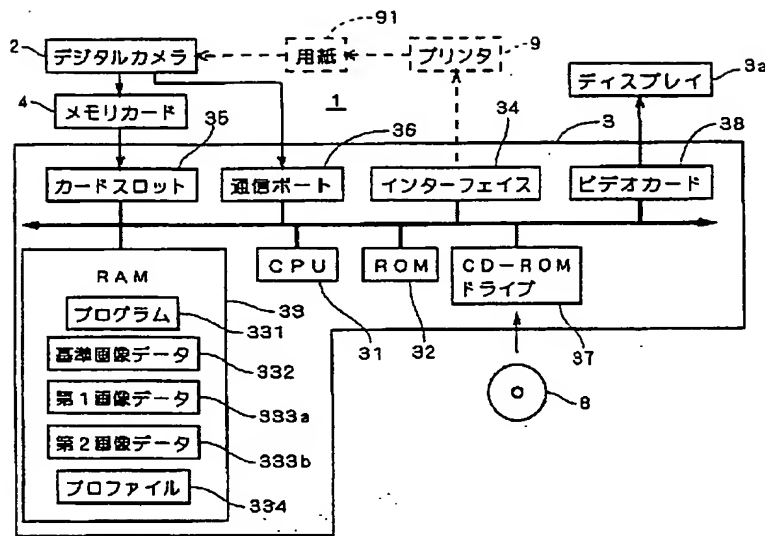 91
2
デジタルカメラ
用紙
プリンタ
9
ディスプレイ
3a
4
メモリカード
1
35
36
34
3
38
カードスロット
通信ポート
インターフェイス
ビデオカード
RAM
33
CPU
ROM
CD-ROM
ドライブ
31
32
37
プログラム
331
基準画像データ
332
第1画像データ
333a
第2画像データ
333b
プロファイル
334
8